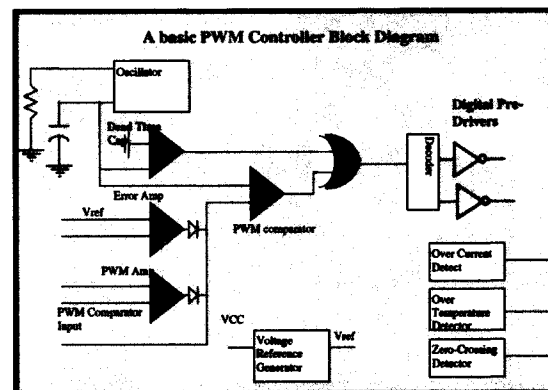 A basic PWM Controller Block Diagram
Oscillator
Dead Time
Digital Pre-
Drivers
Decoder
Error Amp
Vref
PWM comparator
PWM Amp
PWM Comparator
Input
VCC
Voltage
Reference
Generator
Vref
Over Current
Detect
Over
Temperature
Detector
Zero-Crossing
Detector